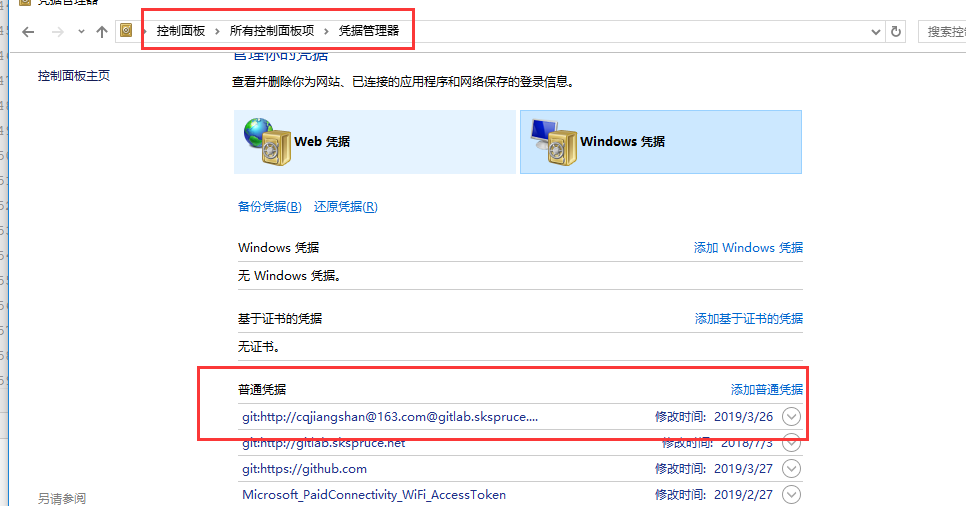 凭据管理器
控制面板 > 所有控制面板项 > 凭据管理器
搜索控
管理你的凭据
控制面板主页
查看并删除你为网站、已连接的应用程序和网络保存的登录信息。
Web 凭据
Windows 凭据
备份凭据(B) 还原凭据(R)
Windows 凭据 添加 Windows 凭据
无 Windows 凭据。
基于证书的凭据 添加基于证书的凭据
无证书。
普通凭据 添加普通凭据
git:http://cqjiangshan@163.com@gitlab.skspruce.... 修改时间: 2019/3/26
git:http://gitlab.skspruce.net 修改时间: 2018/7/3
git:https://github.com 修改时间: 2019/3/27
Microsoft_PaidConnectivity_WiFi_AccessToken 修改时间: 2019/2/27
另请参阅